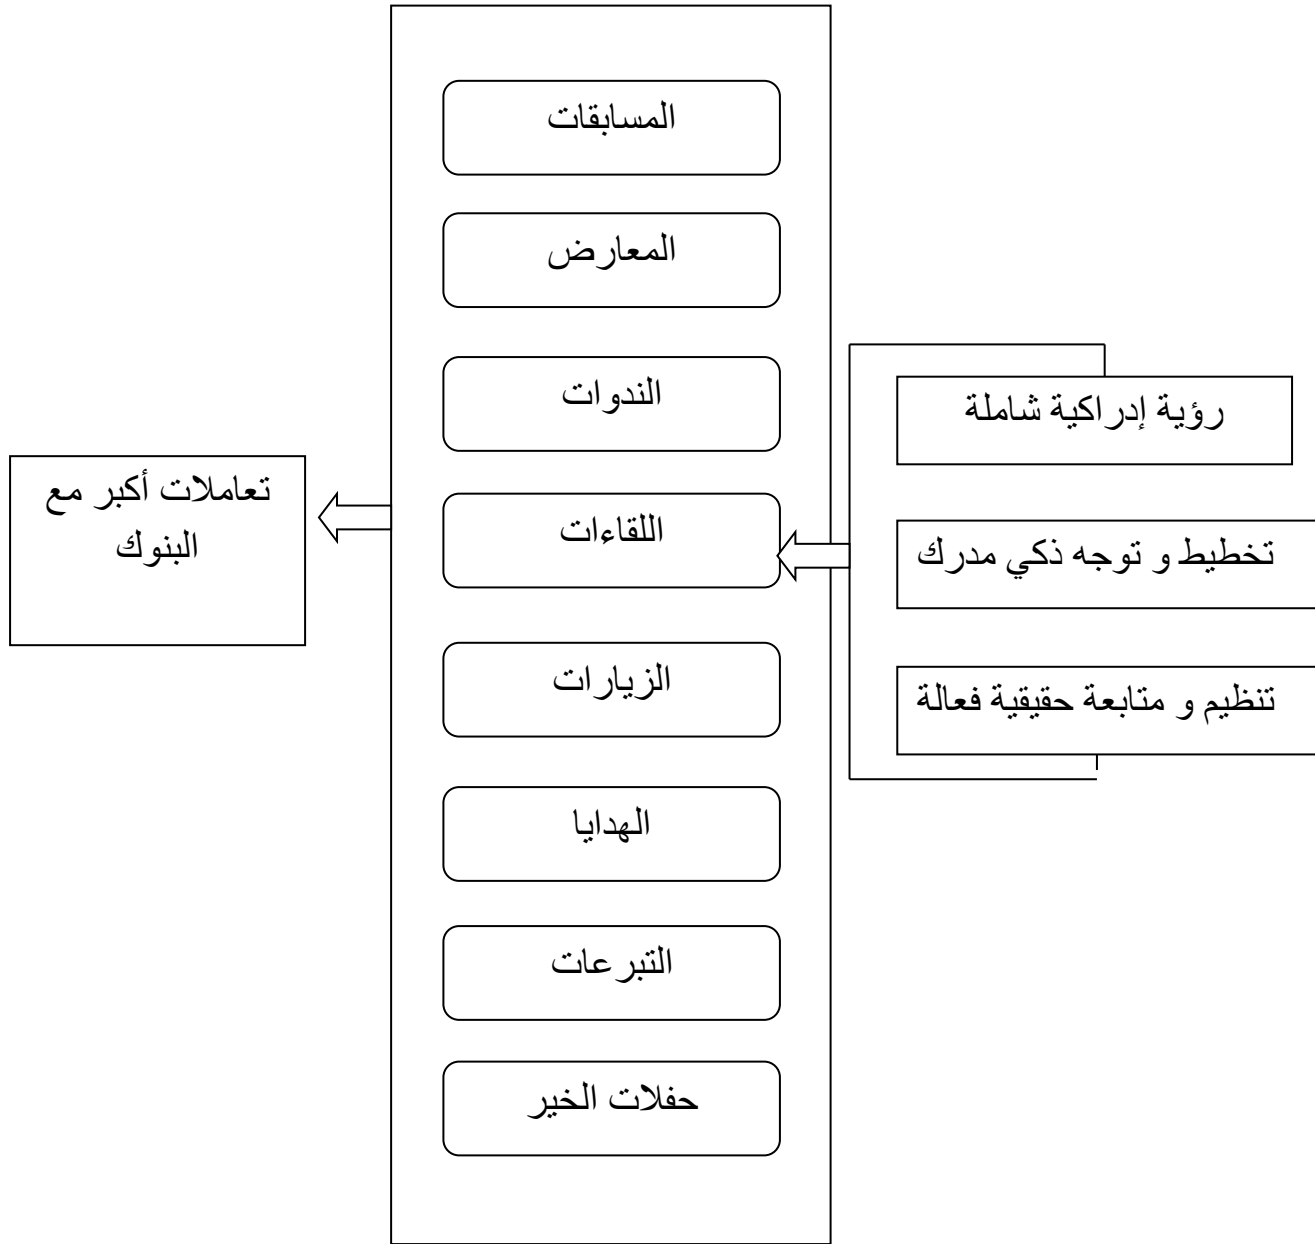 رؤية إدراكية شاملة
تخطيط و توجه ذكي مدرك
تنظيم و متابعة حقيقية فعالة
المسابقات
المعارض
الندوات
اللقاءات
الزيارات
الهدايا
التبرعات
حفلات الخير
تعاملات أكبر مع
البنوك